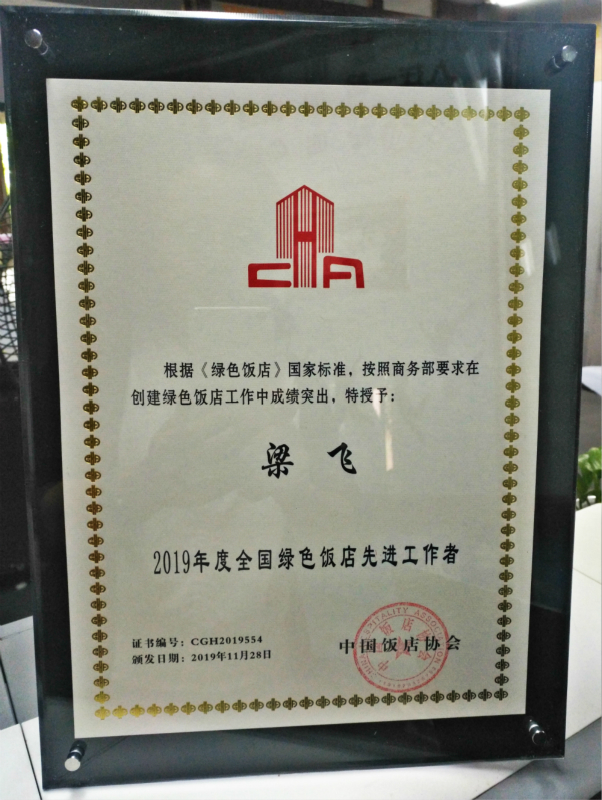 CHA
根据《绿色饭店》国家标准，按照商务部要求在
创建绿色饭店工作中成绩突出，特授予：
梁飞
2019年度全国绿色饭店先进工作者
证书编号：CGH2019554
颁发日期：2019年11月28日
中国饭店协会